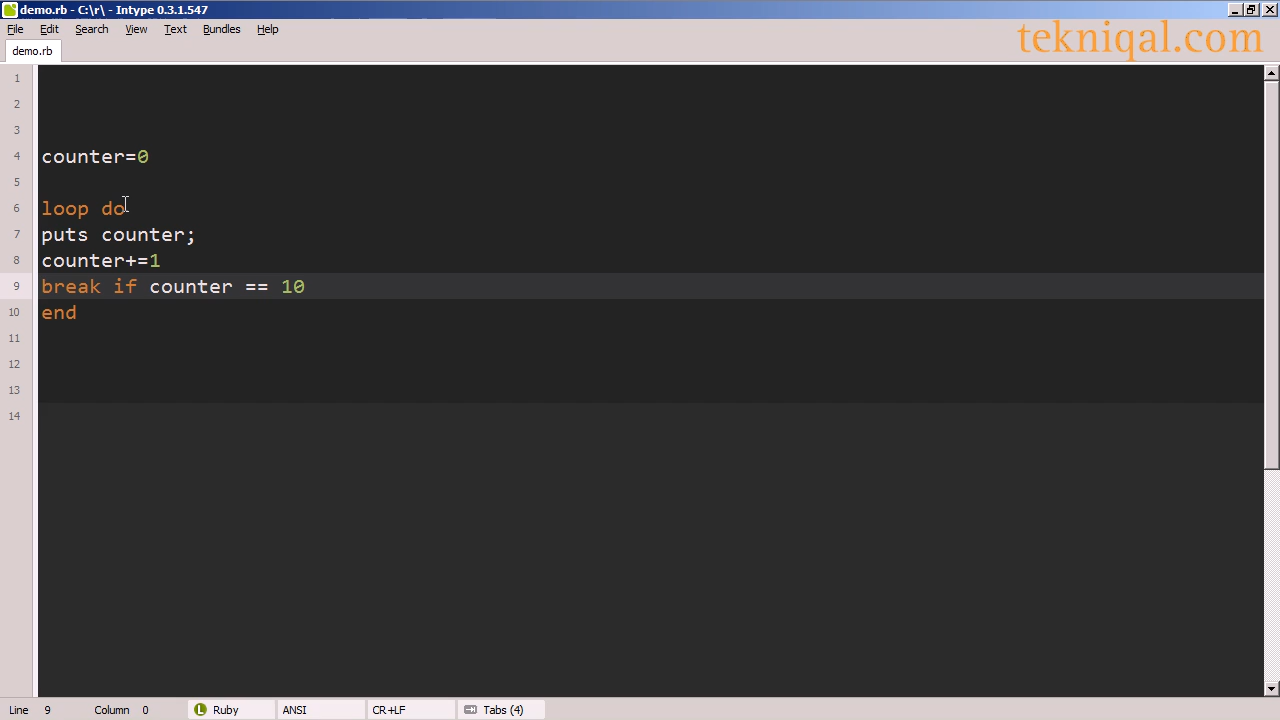 demo.rb - C:\r\ - Intype 0.3.1.547
File Edit Search View Text Bundles Help
tekniqal.com
demo.rb
1
2
3
4 counter=0
5
6 loop do
7 puts counter;
8 counter+=1
9 break if counter == 10
10 end
11
12
13
14
Line 9 Column 0 L Ruby ANSI CR+LF Tabs (4)